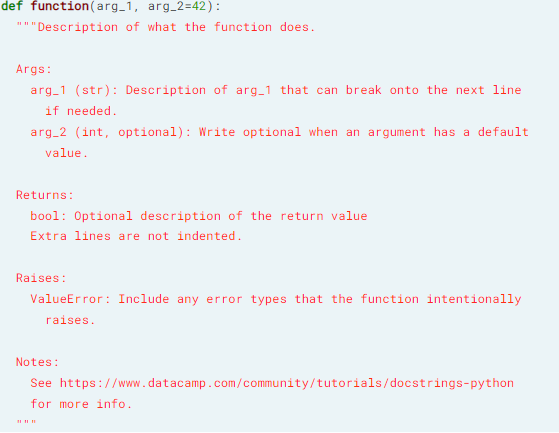 def function(arg_1, arg_2=42):
  """Description of what the function does.

  Args:
    arg_1 (str): Description of arg_1 that can break onto the next line
      if needed.
    arg_2 (int, optional): Write optional when an argument has a default
      value.

  Returns:
    bool: Optional description of the return value
    Extra lines are not indented.

  Raises:
    ValueError: Include any error types that the function intentionally
      raises.

  Notes:
    See https://www.datacamp.com/community/tutorials/docstrings-python
    for more info.
  """